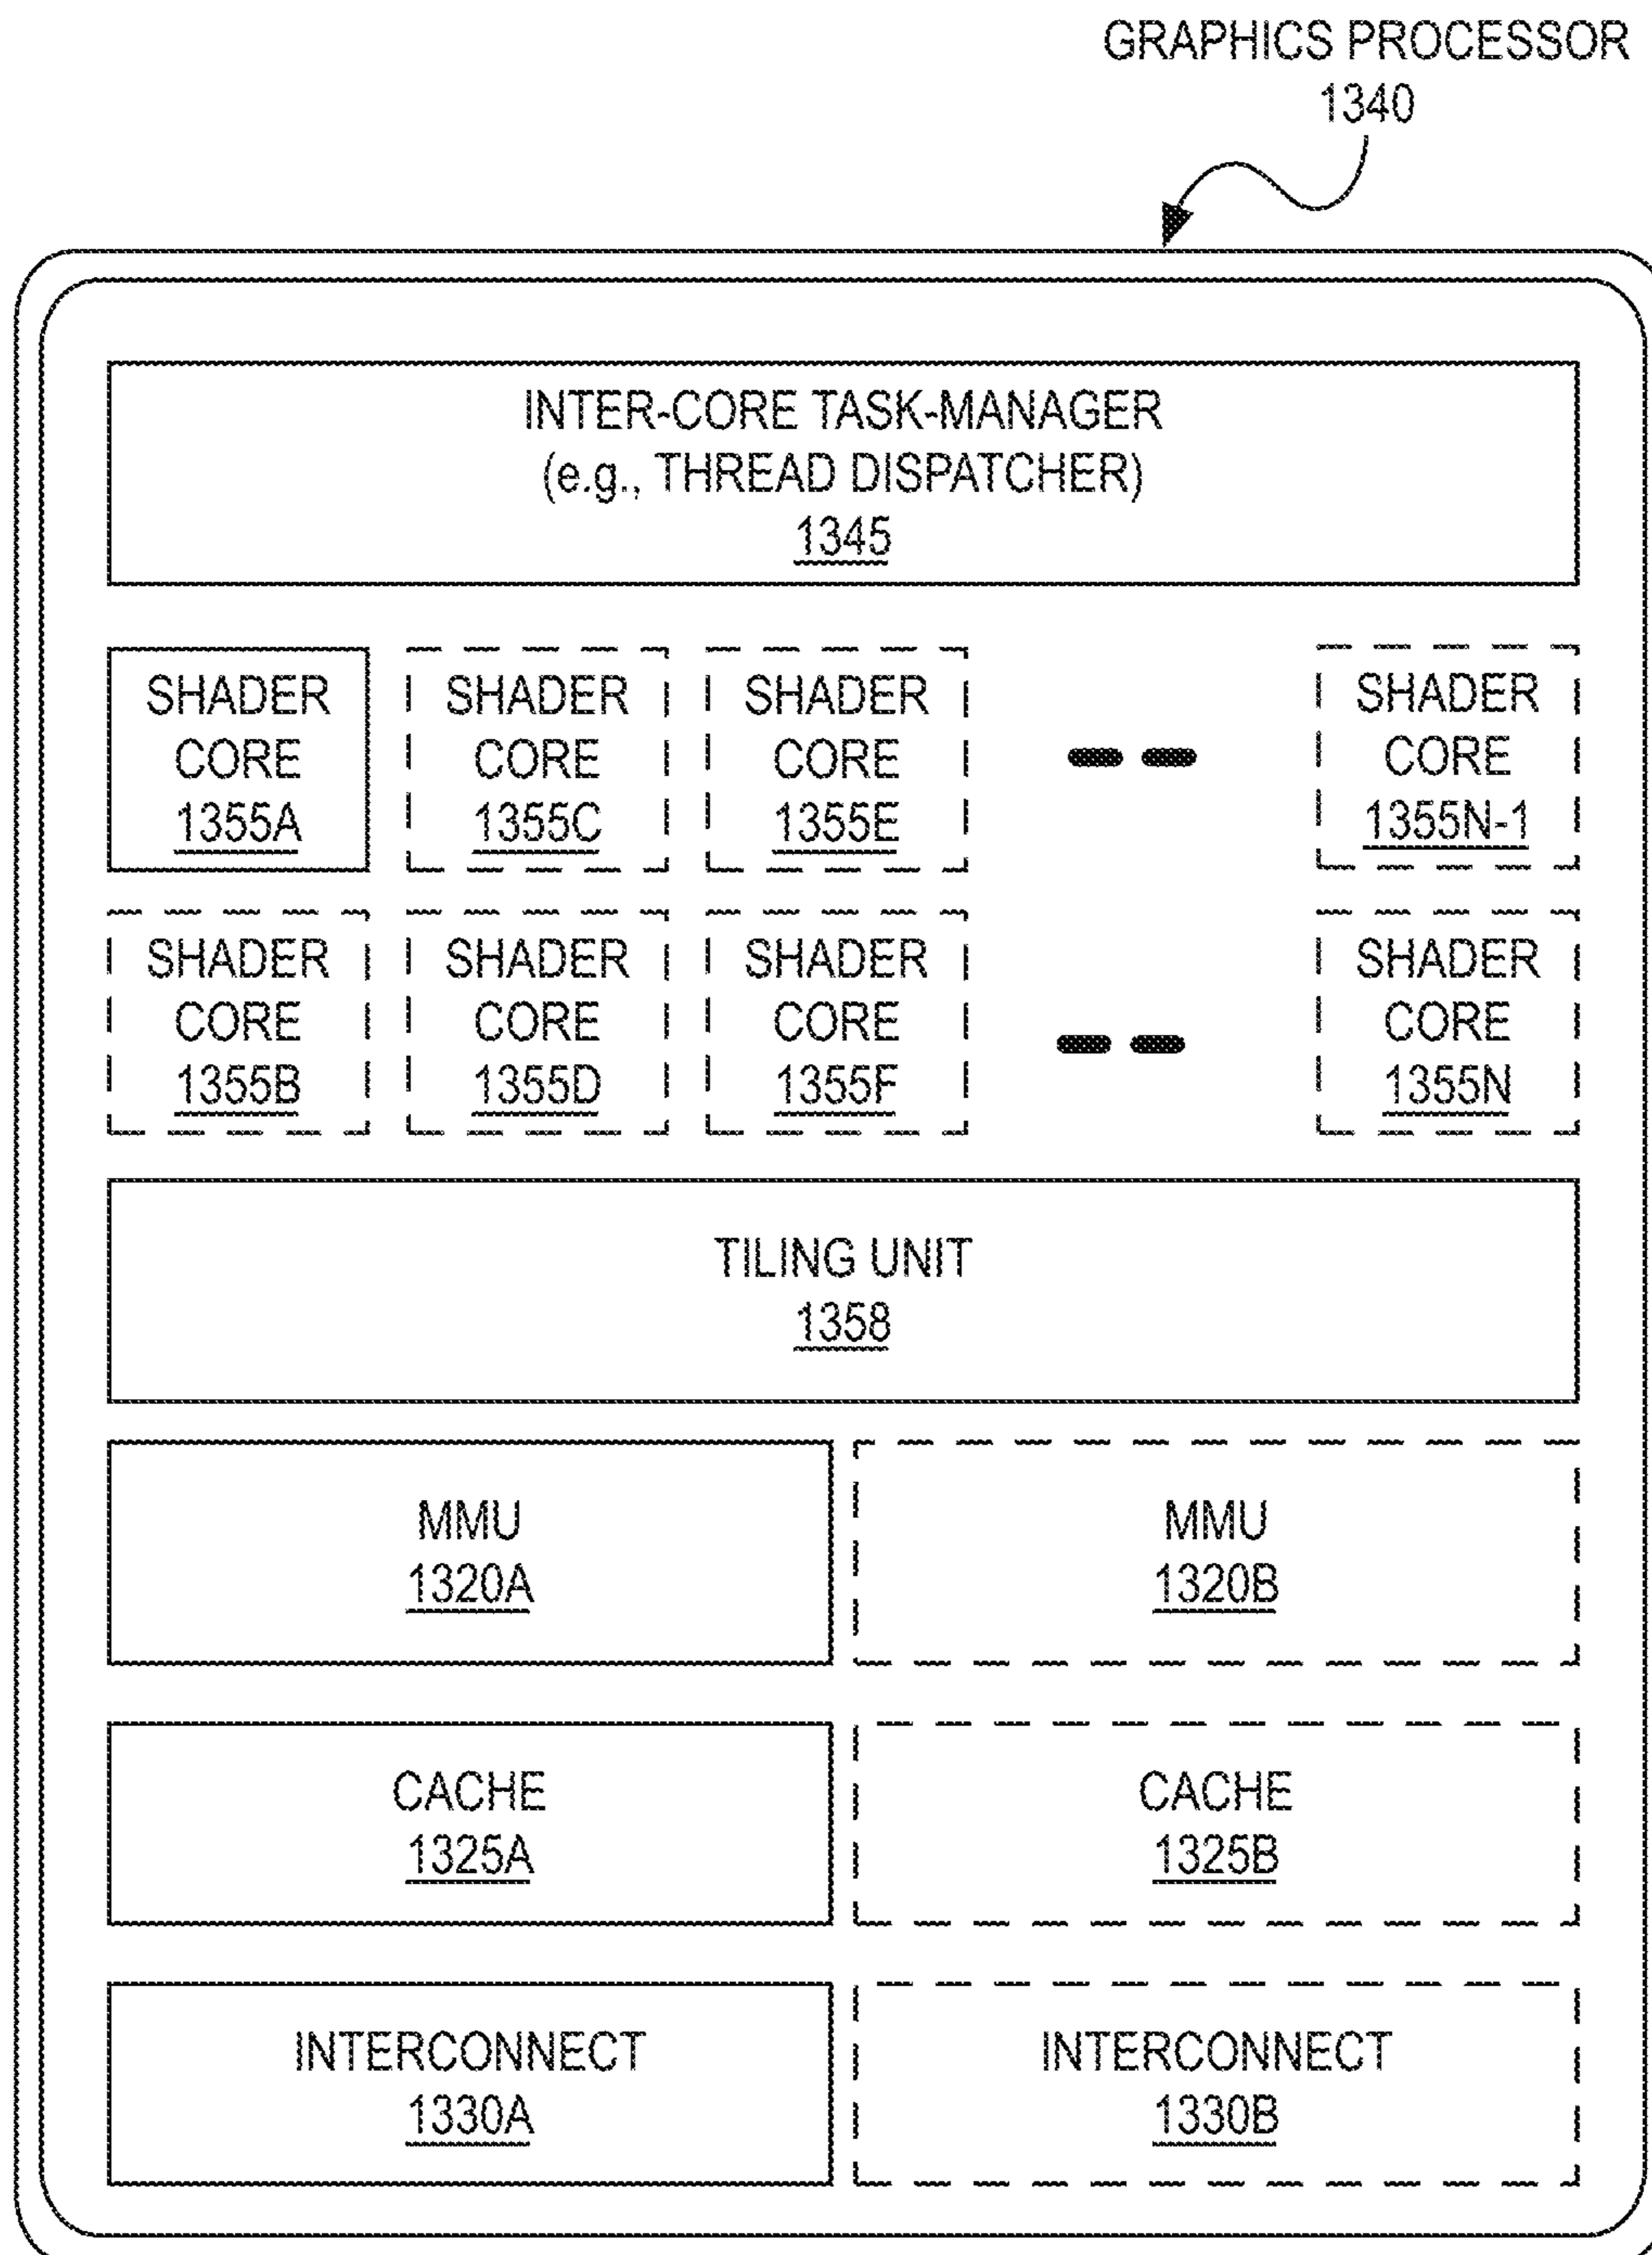 GRAPHICS PROCESSOR
1340
INTER-CORE TASK-MANAGER
(e.g., THREAD DISPATCHER)
1345
SHADER
CORE
1355A
SHADER
CORE
1355C
SHADER
CORE
1355E
SHADER
CORE
1355N-1
SHADER
CORE
1355B
SHADER
CORE
1355D
SHADER
CORE
1355F
SHADER
CORE
1355N
TILING UNIT
1358
MMU
1320A
MMU
1320B
CACHE
1325A
CACHE
1325B
INTERCONNECT
1330A
INTERCONNECT
1330B